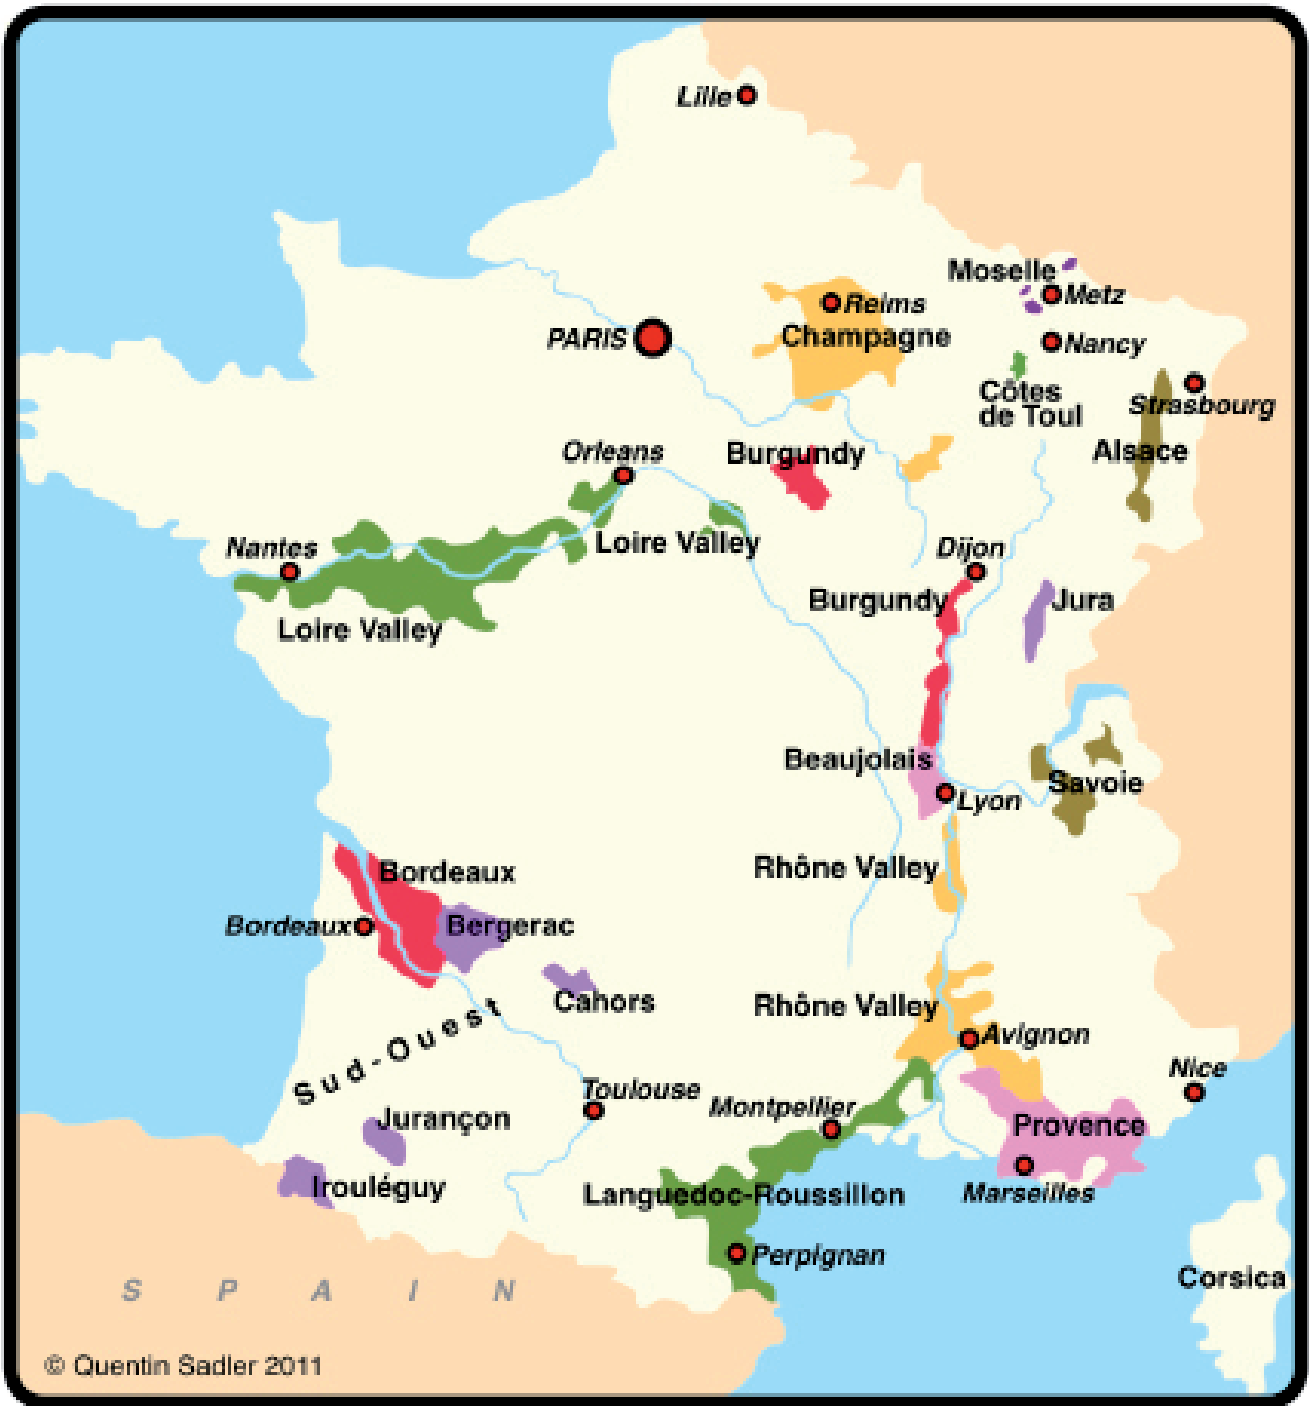 Lille
Moselle
Metz
Reims
PARIS
Champagne
Nancy
Côtes
de Toul
Strasbourg
Orleans
Burgundy
Alsace
Nantes
Loire Valley
Dijon
Burgundy
Jura
Loire Valley
Beaujolais
Savoie
Lyon
Rhône Valley
Bordeaux
Bordeaux
Bergerac
Cahors
Rhône Valley
Avignon
Sud-Ouest
Nice
Toulouse
Montpellier
Jurançon
Provence
Irouléguy
Languedoc-Roussillon
Marseilles
Perpignan
Corsica
SPAIN
© Quentin Sadler 2011